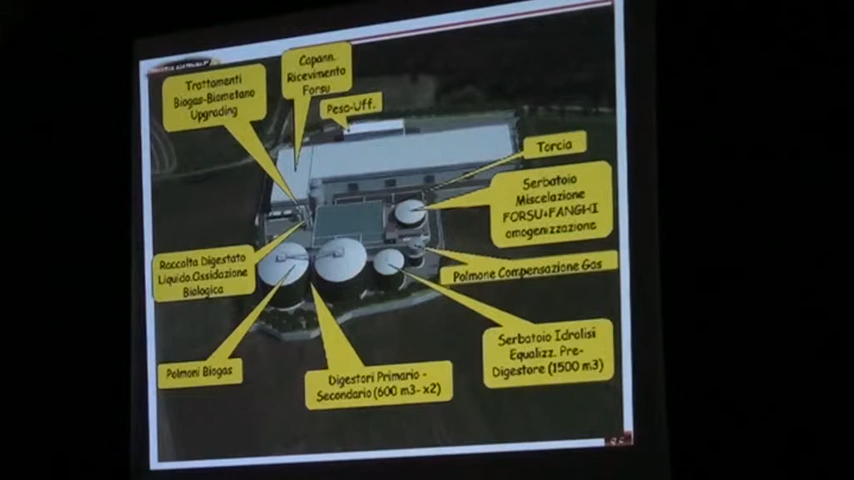 Trattamenti
Biogas-Biometano
Upgrading
Capann.
Ricevimento
Forsu
Pesa-Uff.
Torcia
Serbatoio
Miscelazione
FORSU+FANGHI
omogenizzazione
Raccolta Digestato
Liquido.Ossidazione
Biologica
Polmone Compensazione Gas
Polmoni Biogas
Digestori Primario -
Secondario (600 m3- x2)
Serbatoio Idrolisi
Equalizz. Pre-
Digestore (1500 m3)